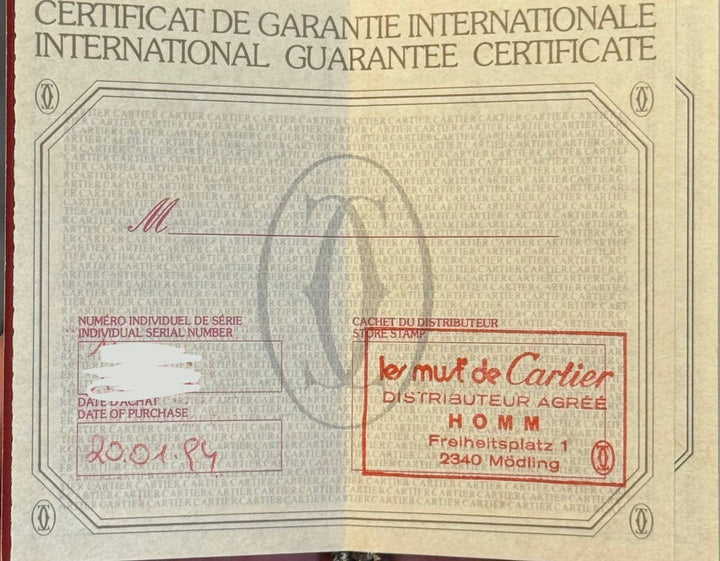 CERTIFICAT DE GARANTIE INTERNATIONALE
INTERNATIONAL GUARANTEE CERTIFICATE
M
NUMÉRO INDIVIDUEL DE SÉRIE
INDIVIDUAL SERIAL NUMBER
DATE D'ACHAT
DATE OF PURCHASE
20.01.94
CACHET DU DISTRIBUTEUR
STORE STAMP
les must de Cartier
DISTRIBUTEUR AGRÉÉ
HOMM
Freiheitsplatz 1
2340 Mödling